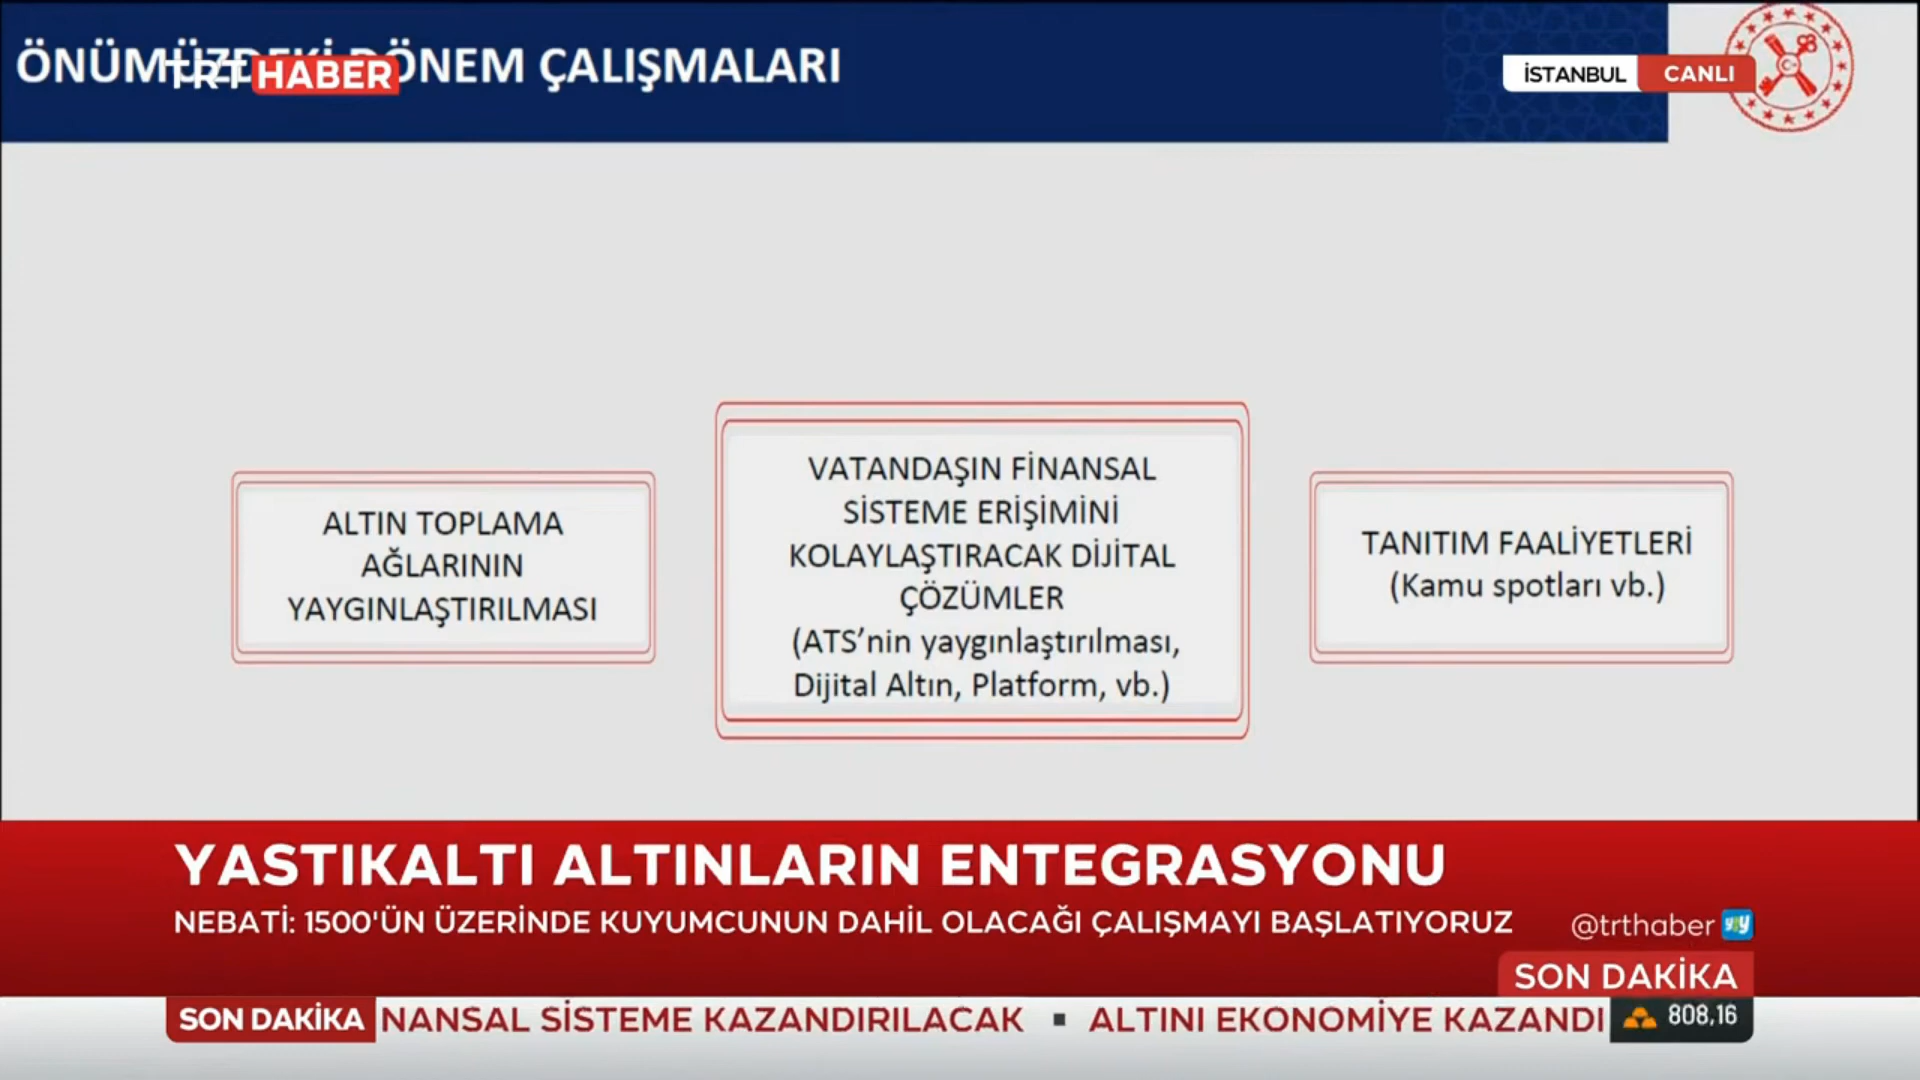 ÖNÜMÜZDEKİ DÖNEM ÇALIŞMALARI
TRT HABER
İSTANBUL CANLI
ALTIN TOPLAMA
AĞLARININ
YAYGINLAŞTIRILMASI
VATANDAŞIN FİNANSAL
SİSTEME ERİŞİMİNİ
KOLAYLAŞTIRACAK DİJİTAL
ÇÖZÜMLER
(ATS’nin yaygınlaştırılması,
Dijital Altın, Platform, vb.)
TANITIM FAALİYETLERİ
(Kamu spotları vb.)
YASTIKALTI ALTINLARIN ENTEGRASYONU
NEBATİ: 1500'ÜN ÜZERİNDE KUYUMCUNUN DAHİL OLACAĞI ÇALIŞMAYI BAŞLATIYORUZ
@trthaber
SON DAKİKA
SON DAKİKA NANSAL SİSTEME KAZANDIRILACAK ▪ ALTINI EKONOMİYE KAZANDI
808,16